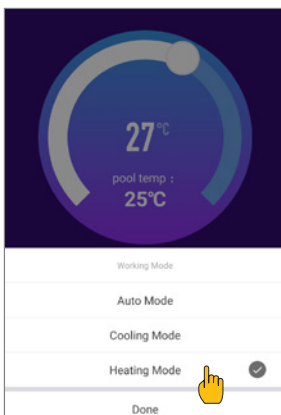 27°C
pool temp :
25°C
Working Mode
Auto Mode
Cooling Mode
Heating Mode
Done